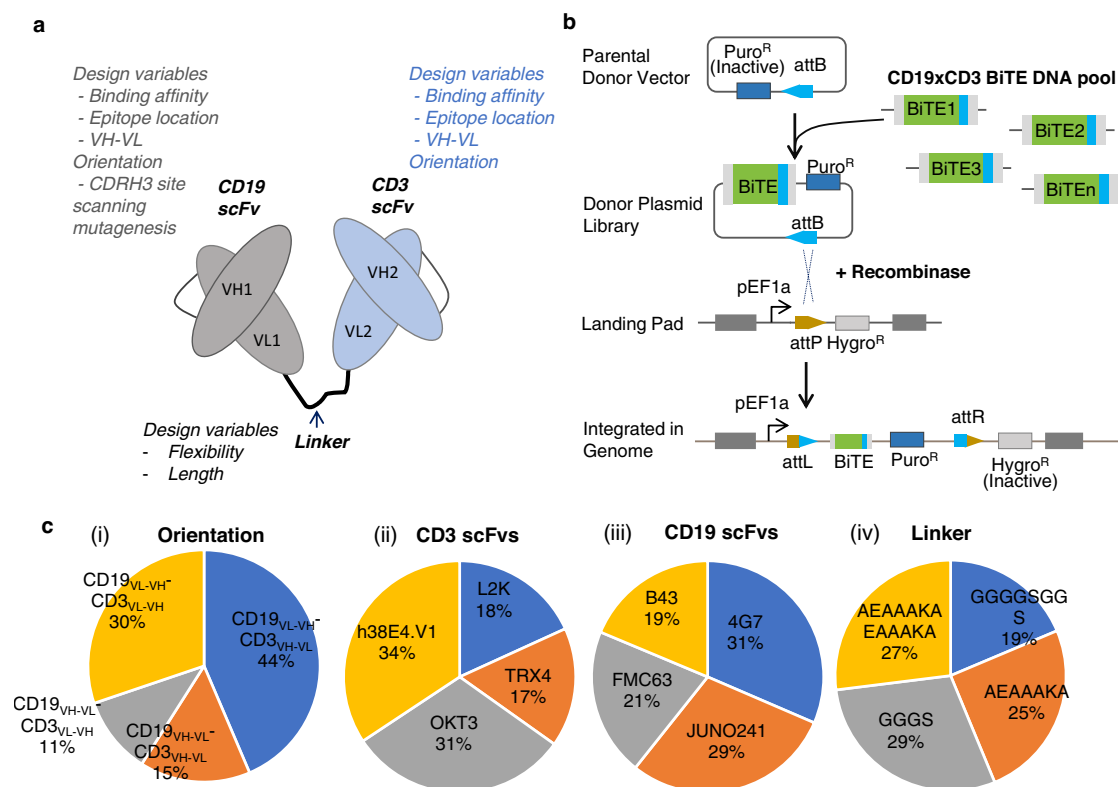 a
Design variables
- Binding affinity
- Epitope location
- VH-VL
Orientation
- CDRH3 site
scanning
mutagenesis
Design variables
- Binding affinity
- Epitope location
- VH-VL
Orientation
CD19
scFv
CD3
scFv
VH1
VL1
VH2
VL2
Linker
Design variables
- Flexibility
- Length
b
Parental
Donor Vector
Puro^R
(Inactive)
attB
CD19xCD3 BiTE DNA pool
BiTE1
BiTE2
BiTE3
BiTEn
BiTE
Puro^R
Donor Plasmid
Library
attB
+ Recombinase
pEF1a
Landing Pad
attP
Hygro^R
pEF1a
attR
Integrated in
Genome
attL
BiTE
Puro^R
Hygro^R
(Inactive)
c
(i)
Orientation
CD19VL-VH-
CD3VL-VH
30%
CD19VL-VH-
CD3VH-VL
44%
CD19VH-VL-
CD3VL-VH
11%
CD19VH-VL-
CD3VH-VL
15%
(ii)
CD3 scFvs
L2K
18%
h38E4.V1
34%
TRX4
17%
OKT3
31%
(iii)
CD19 scFvs
B43
19%
4G7
31%
FMC63
21%
JUNO241
29%
(iv)
Linker
GGGGSGG
S
19%
AEAAAKA
EAAAKA
27%
AEAAAKA
25%
GGGS
29%